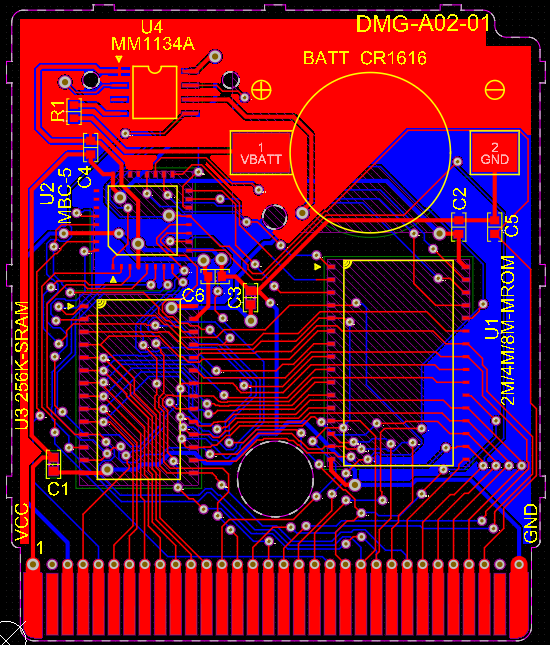 DMG-A02-01
U4
MM1134A
BATT CR1616
R1
1
VBATT
2
GND
C4
U2
MBC-5
C2
C5
C6
C3
U1
2M/4M/8M-MROM
U3 256K-SRAM
C1
VCC
GND
1